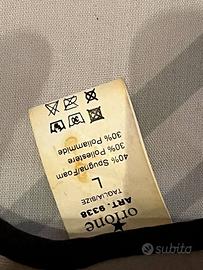 orione
ART. 9338
TAGLIA/SIZE
L
40% Spugna/Foam
30% Poliestere
30% Poliammide
subito